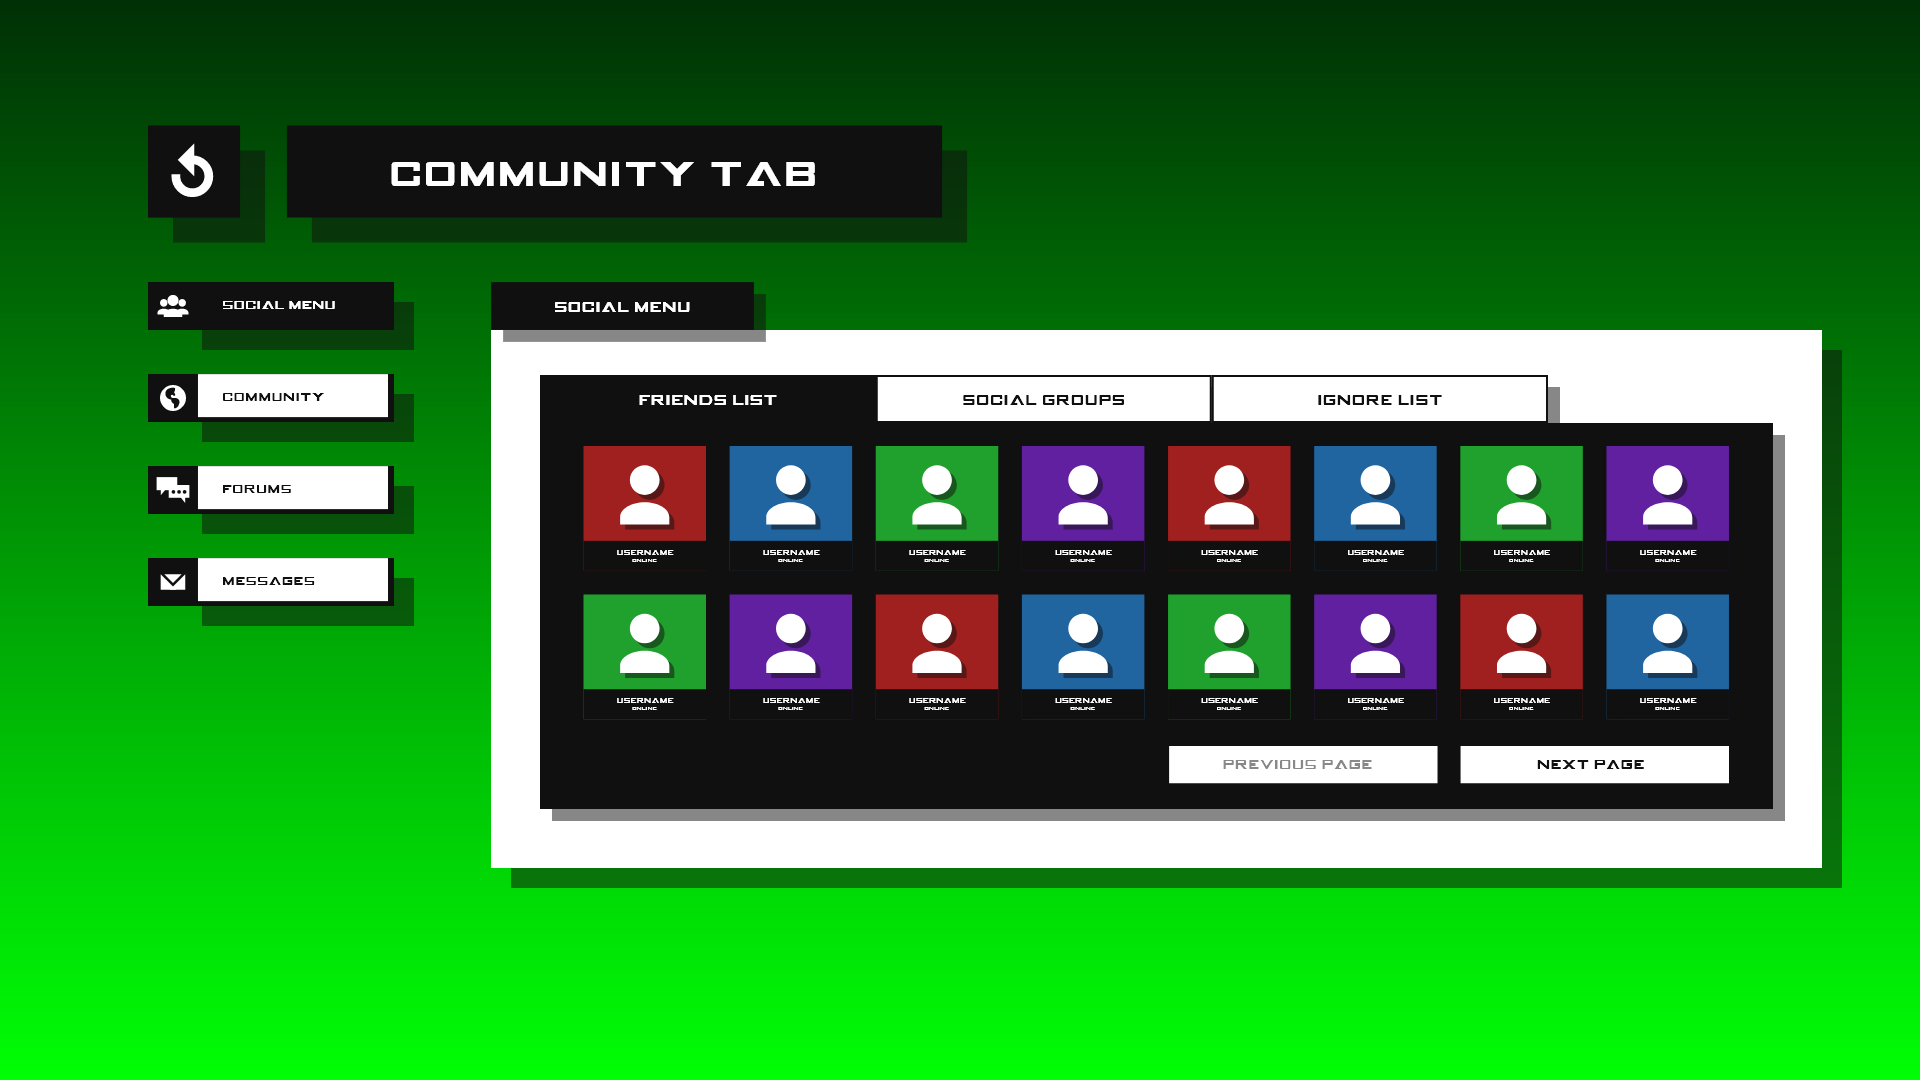 COMMUNITY TAB
SOCIAL MENU
COMMUNITY
FORUMS
MESSAGES
SOCIAL MENU
FRIENDS LIST SOCIAL GROUPS IGNORE LIST
USERNAME USERNAME USERNAME USERNAME USERNAME USERNAME USERNAME USERNAME
ONLINE ONLINE ONLINE ONLINE ONLINE ONLINE ONLINE ONLINE
USERNAME USERNAME USERNAME USERNAME USERNAME USERNAME USERNAME USERNAME
ONLINE ONLINE ONLINE ONLINE ONLINE ONLINE ONLINE ONLINE
PREVIOUS PAGE NEXT PAGE